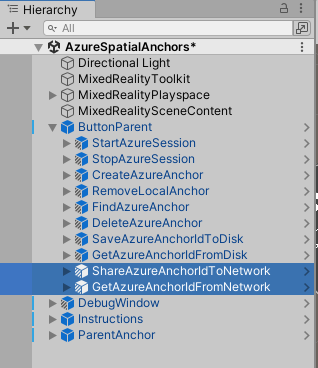 Hierarchy
All
AzureSpatialAnchors*
Directional Light
MixedRealityToolkit
MixedRealityPlayspace
MixedRealitySceneContent
ButtonParent
StartAzureSession
StopAzureSession
CreateAzureAnchor
RemoveLocalAnchor
FindAzureAnchor
DeleteAzureAnchor
SaveAzureAnchorIdToDisk
GetAzureAnchorIdFromDisk
ShareAzureAnchorIdToNetwork
GetAzureAnchorIdFromNetwork
DebugWindow
Instructions
ParentAnchor